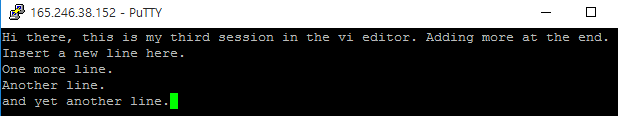 165.246.38.152 - PuTTY
Hi there, this is my third session in the vi editor. Adding more at the end.
Insert a new line here.
One more line.
Another line.
and yet another line.